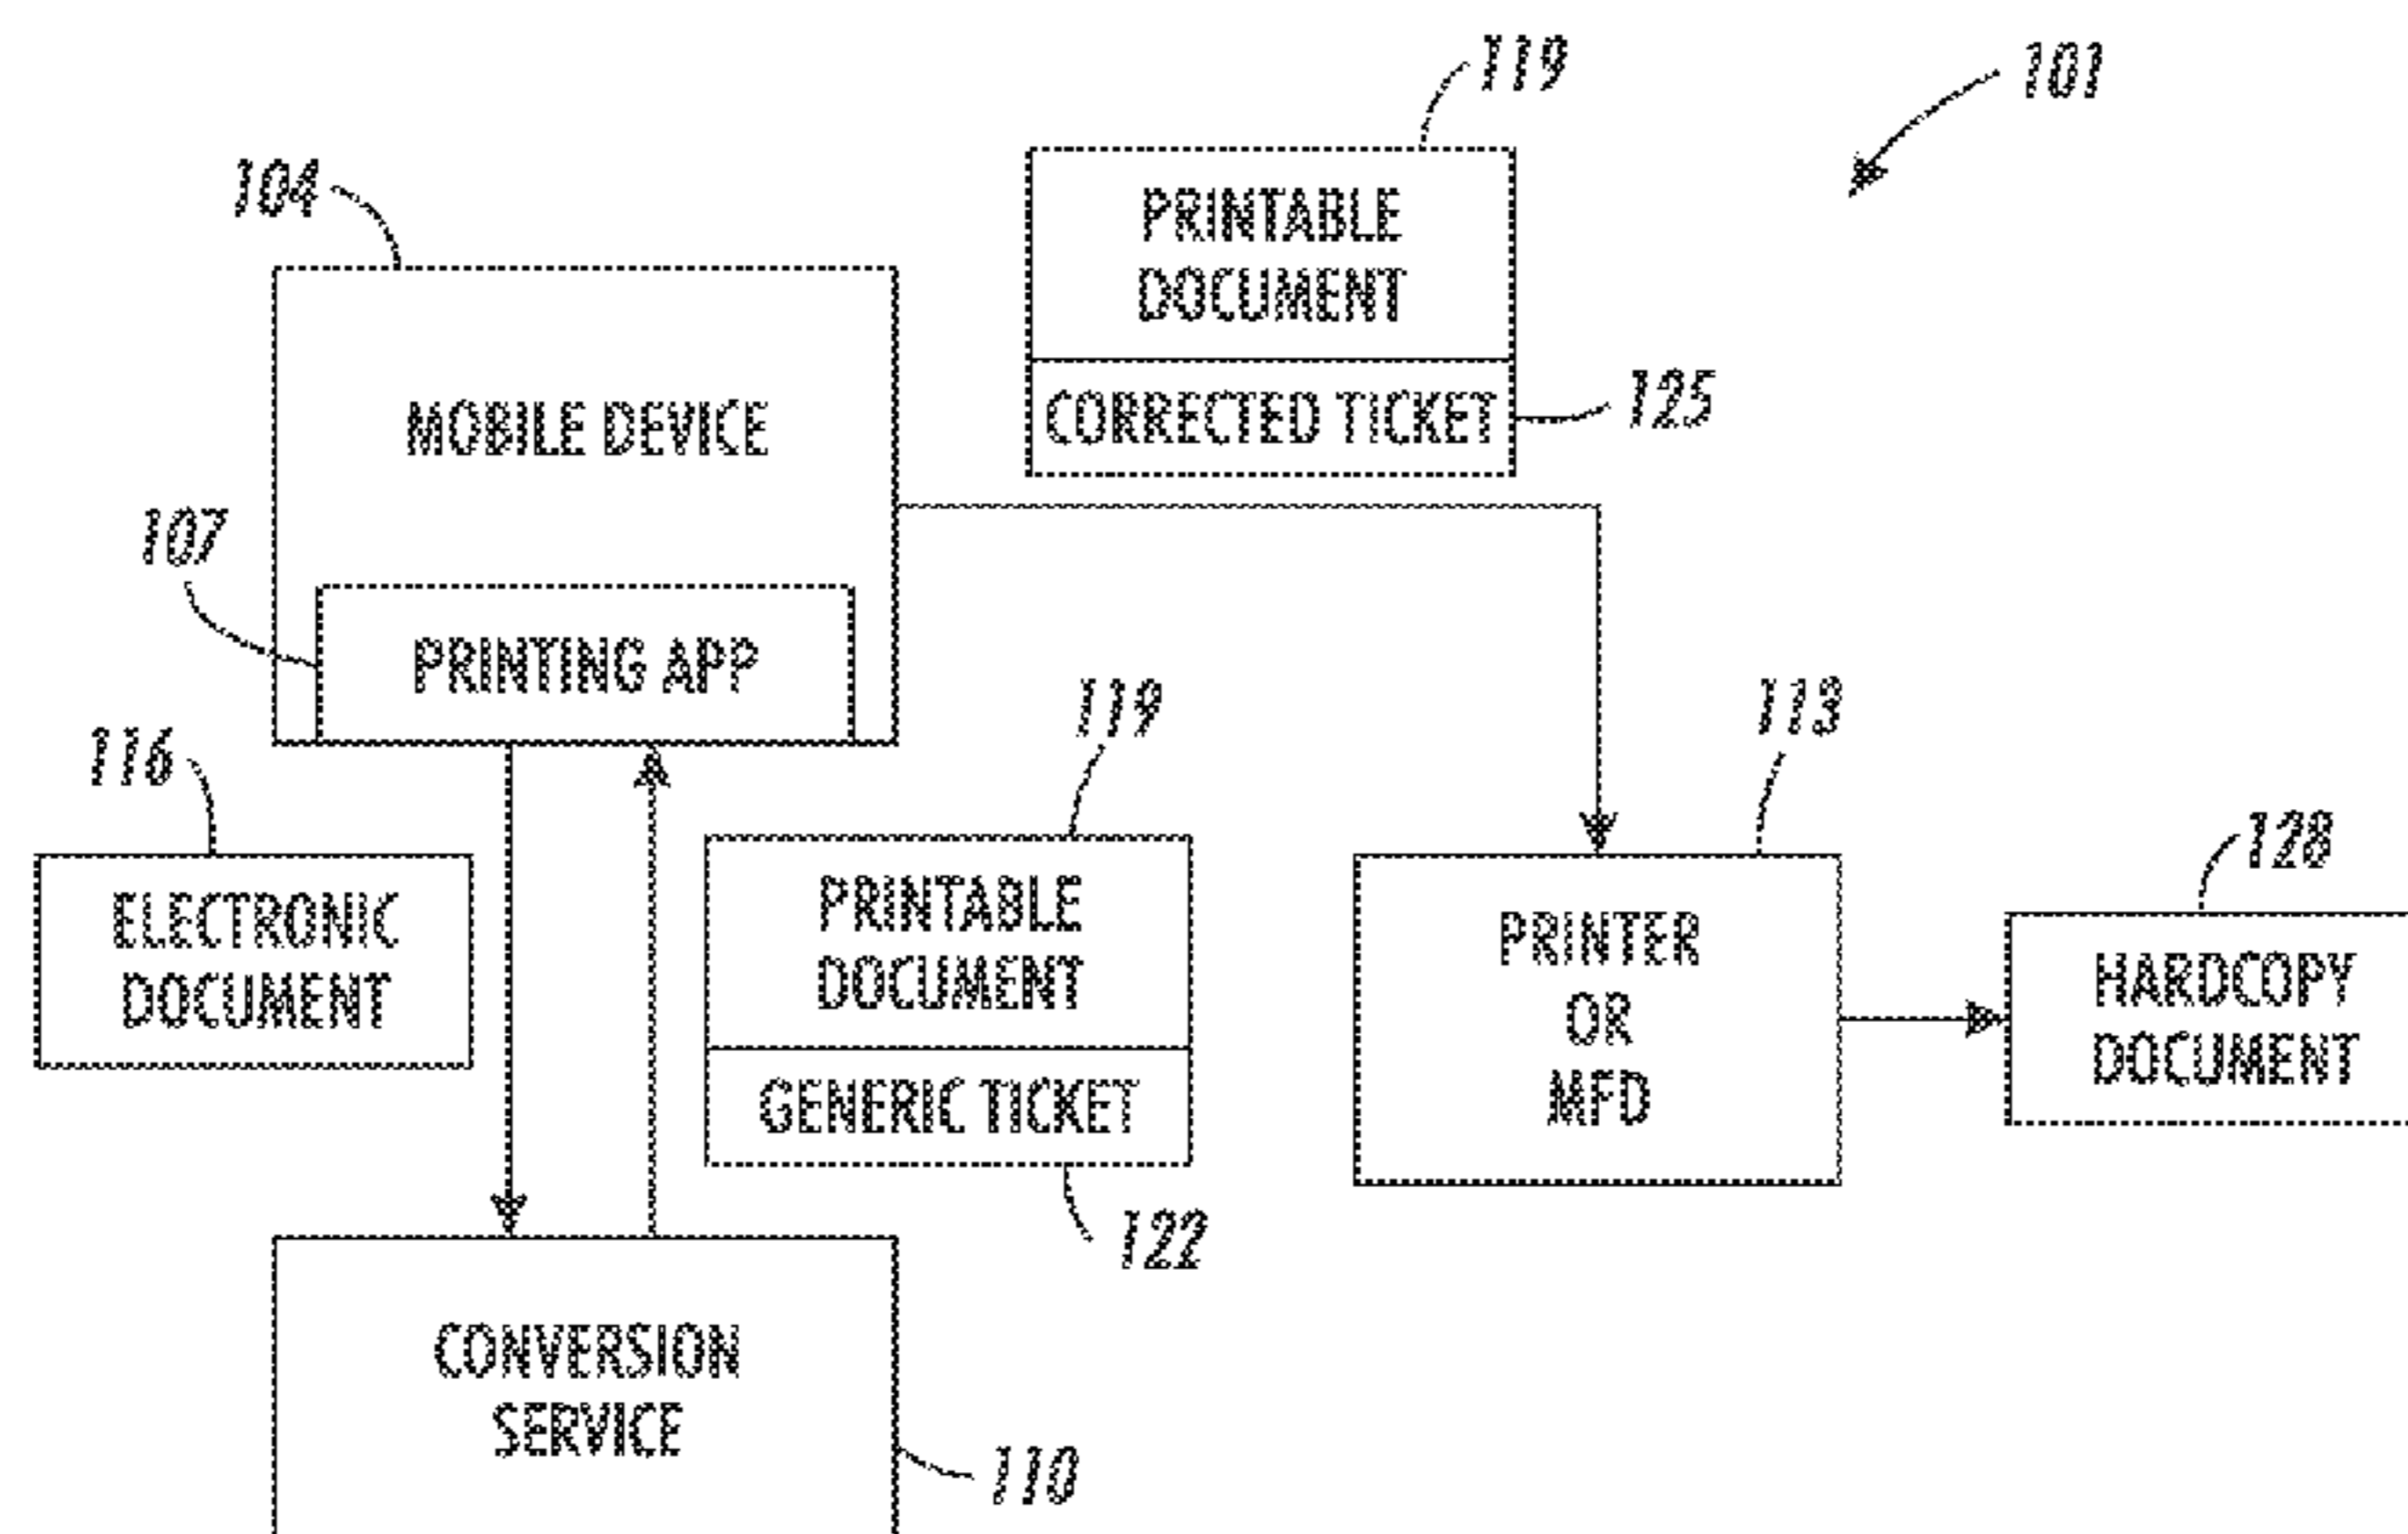 119
101
104
PRINTABLE
DOCUMENT
125
CORRECTED TICKET
MOBILE DEVICE
107
PRINTING APP
119
113
116
128
ELECTRONIC
DOCUMENT
PRINTABLE
DOCUMENT
PRINTER
OR
MFD
HARDCOPY
DOCUMENT
GENERIC TICKET
122
CONVERSION
SERVICE
110